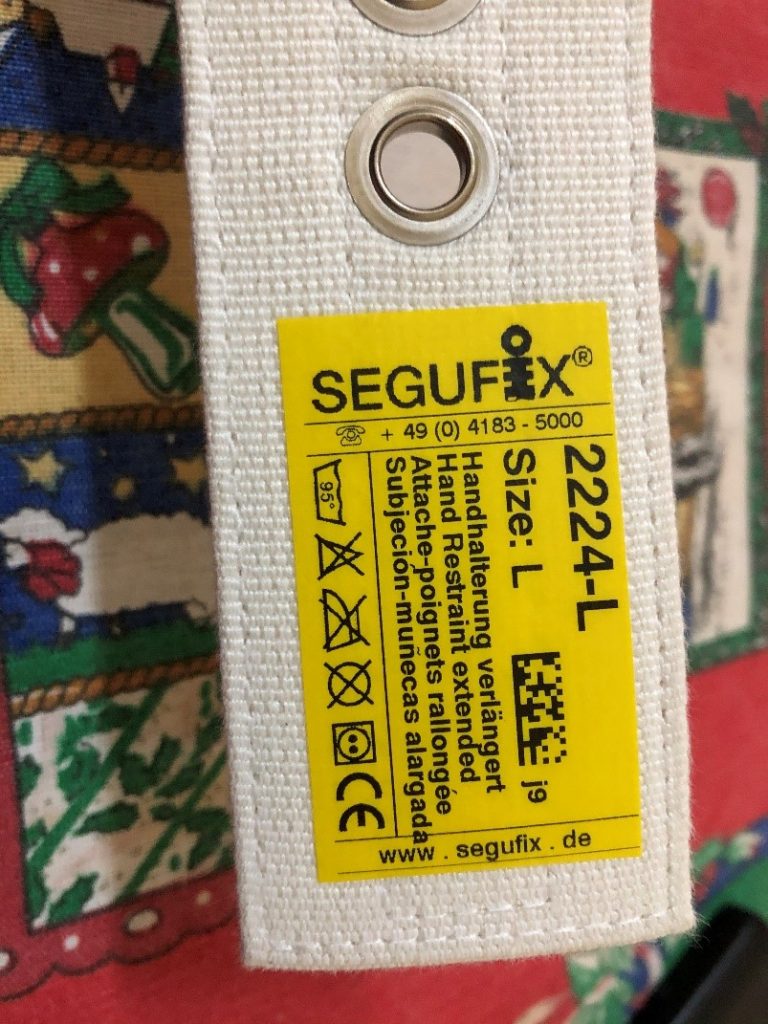 SEGUFIX®
+ 49 (0) 4183 - 5000
2224-L
Size: L
j9
Handhalterung verlängert
Hand Restraint extended
Attache-poignets rallongée
Subjeción-muñecas alargada
95°
CE
www . segufix . de